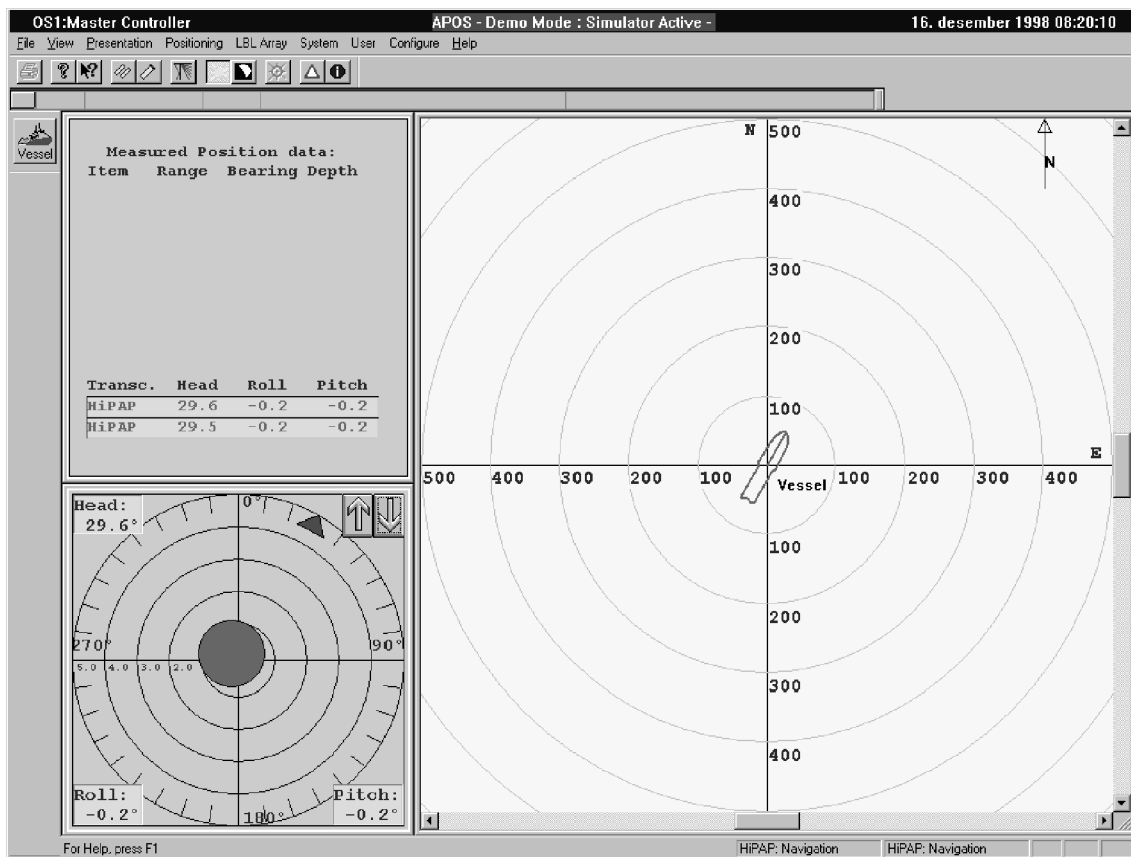 OS1:Master Controller APOS - Demo Mode : Simulator Active - 16. desember 1998 08:20:10
File View Presentation Positioning LBL Array System User Configure Help
Vessel
Measured Position data:
Item Range Bearing Depth
Transc. Head Roll Pitch
HiPAP 29.6 -0.2 -0.2
HiPAP 29.5 -0.2 -0.2
Head:
29.6°
0°
270° 90°
5.0 4.0 3.0 2.0
Roll: Pitch:
-0.2° 180° -0.2°
N 500
N
400
300
200
100
E
500 400 300 200 100 Vessel 100 200 300 400
100
200
300
400
For Help, press F1 HiPAP: Navigation HiPAP: Navigation